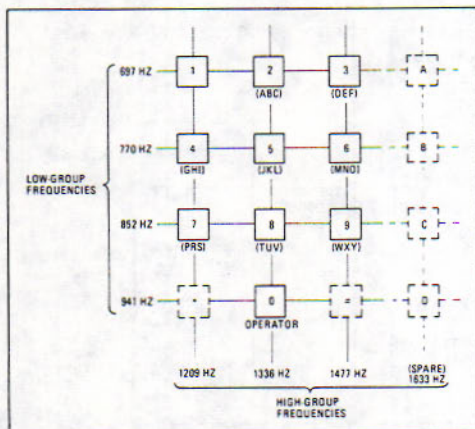 697 HZ 1 2 3 A
(ABC) (DEF)
770 HZ 4 5 6 B
(GHI) (JKL) (MNO)
LOW-GROUP
FREQUENCIES
852 HZ 7 8 9 C
(PRS) (TUV) (WXY)
941 HZ 0 D
OPERATOR
(SPARE)
1209 HZ 1336 HZ 1477 HZ 1633 HZ
HIGH-GROUP
FREQUENCIES